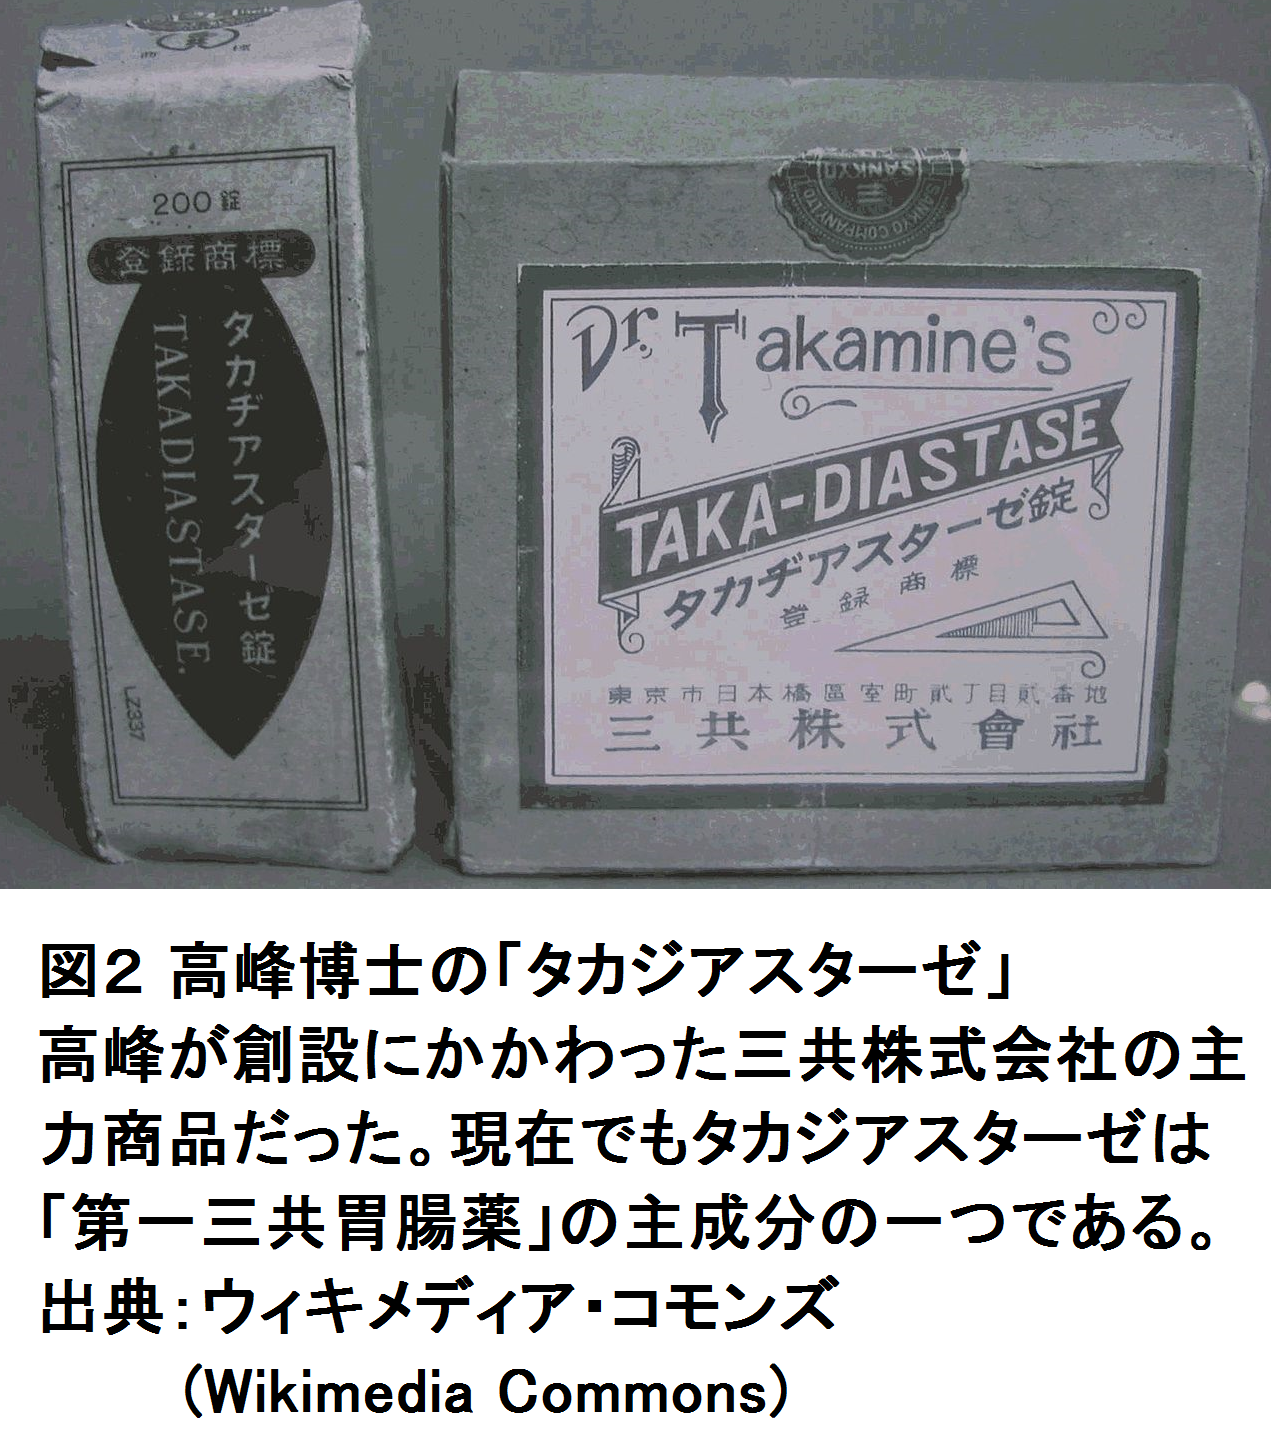 商 標
200錠
登録商標
タカヂアスターゼ錠
TAKADIASTASE.
LZ337
SANKYO
SANKYO COMPANY, LTD.
Dr. Takamine's
TAKA-DIASTASE
タカヂアスターゼ錠
登録商標
東京市日本橋區室町貳丁目貳番地
三共株式會社
図2 高峰博士の「タカジアスターゼ」
高峰が創設にかかわった三共株式会社の主
力商品だった。現在でもタカジアスターゼは
「第一三共胃腸薬」の主成分の一つである。
出典：ウィキメディア・コモンズ
(Wikimedia Commons)